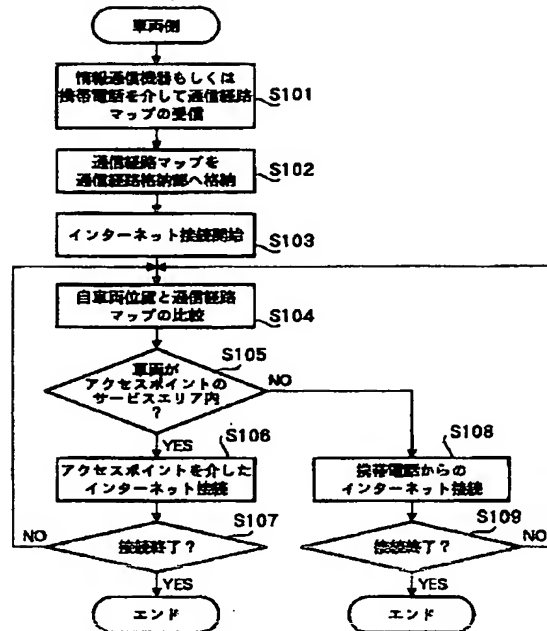 車両側
情報通信機器もしくは
携帯電話を介して通信経路
マップの受信
S101
通信経路マップを
通信経路格納部へ格納
S102
インターネット接続開始
S103
自車両位置と通信経路
マップの比較
S104
車両が
アクセスポイントの
サービスエリア内
?
S105
NO
YES
アクセスポイントを介した
インターネット接続
S106
携帯電話からの
インターネット接続
S108
接続終了?
S107
NO
YES
接続終了?
S109
NO
YES
エンド
エンド